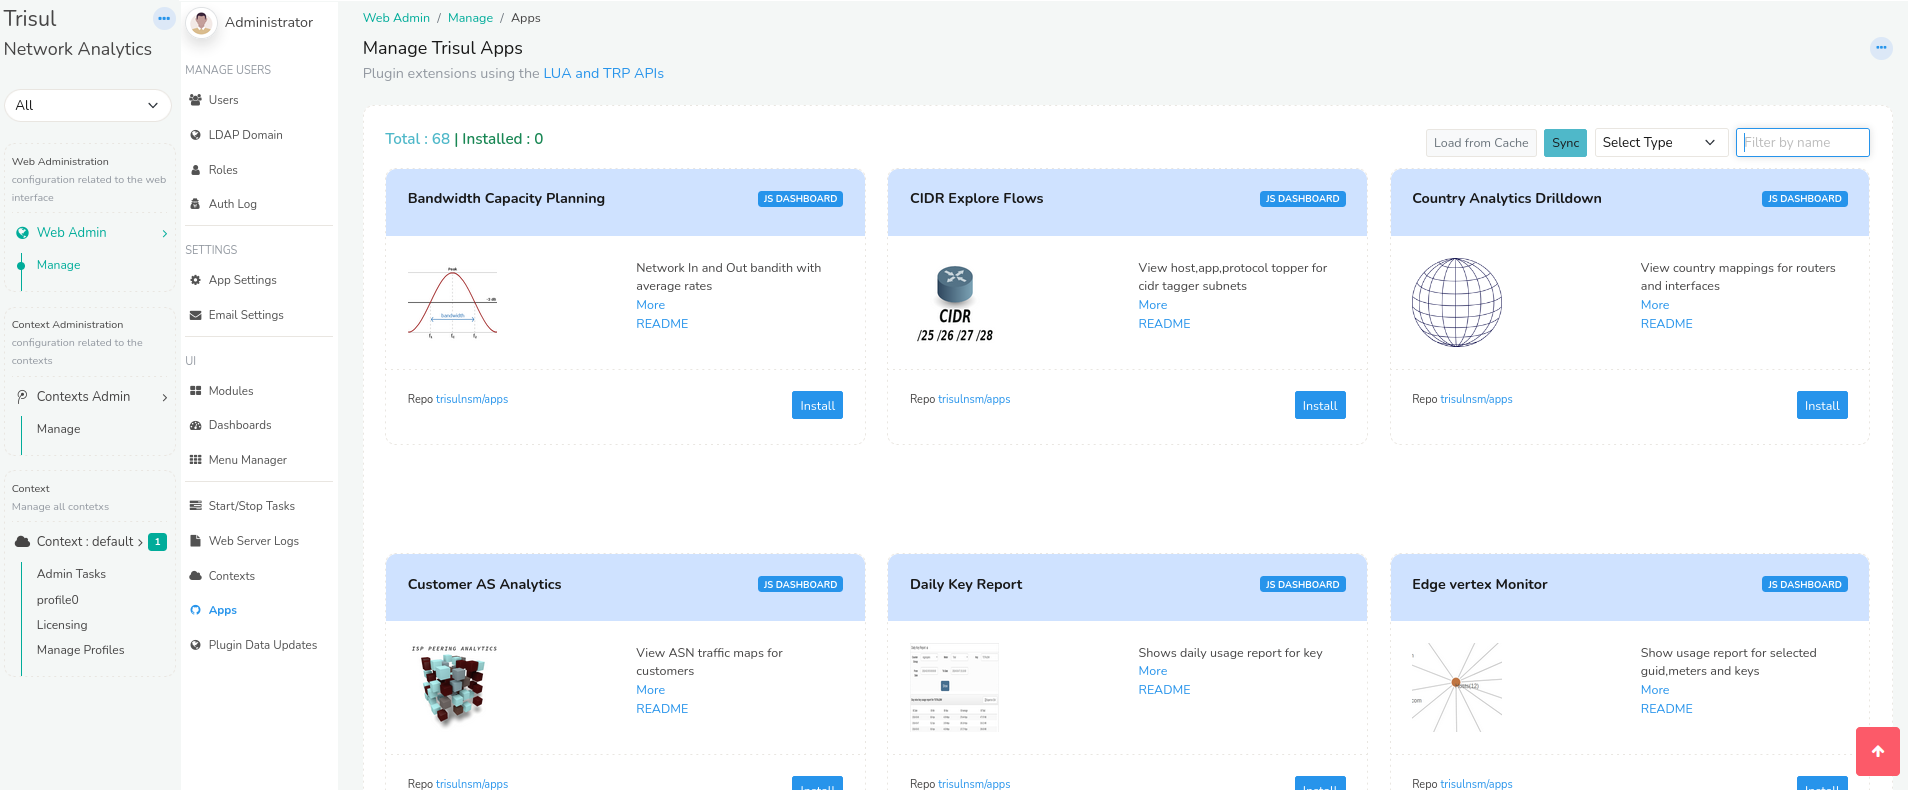 Trisul
Network Analytics
All
Web Administration
configuration related to the web
interface
Web Admin
Manage
Context Administration
configuration related to the
contexts
Contexts Admin
Manage
Context
Manage all contetxs
Context : default
1
Admin Tasks
profile0
Licensing
Manage Profiles
Administrator
MANAGE USERS
Users
LDAP Domain
Roles
Auth Log
SETTINGS
App Settings
Email Settings
UI
Modules
Dashboards
Menu Manager
Start/Stop Tasks
Web Server Logs
Contexts
Apps
Plugin Data Updates
Web Admin / Manage / Apps
Manage Trisul Apps
Plugin extensions using the LUA and TRP APIs
Total : 68 | Installed : 0
Load from Cache
Sync
Select Type
Filter by name
Bandwidth Capacity Planning
JS DASHBOARD
Peak
bandwidth
Network In and Out bandith with
average rates
More
README
Repo trisulnsm/apps
Install
CIDR Explore Flows
JS DASHBOARD
CIDR
/25 /26 /27 /28
View host,app,protocol topper for
cidr tagger subnets
More
README
Repo trisulnsm/apps
Install
Country Analytics Drilldown
JS DASHBOARD
View country mappings for routers
and interfaces
More
README
Repo trisulnsm/apps
Install
Customer AS Analytics
JS DASHBOARD
ISP PEERING ANALYTICS
View ASN traffic maps for
customers
More
README
Repo trisulnsm/apps
Install
Daily Key Report
JS DASHBOARD
Shows daily usage report for key
More
README
Repo trisulnsm/apps
Install
Edge vertex Monitor
JS DASHBOARD
Show usage report for selected
guid,meters and keys
More
README
Repo trisulnsm/apps
Install